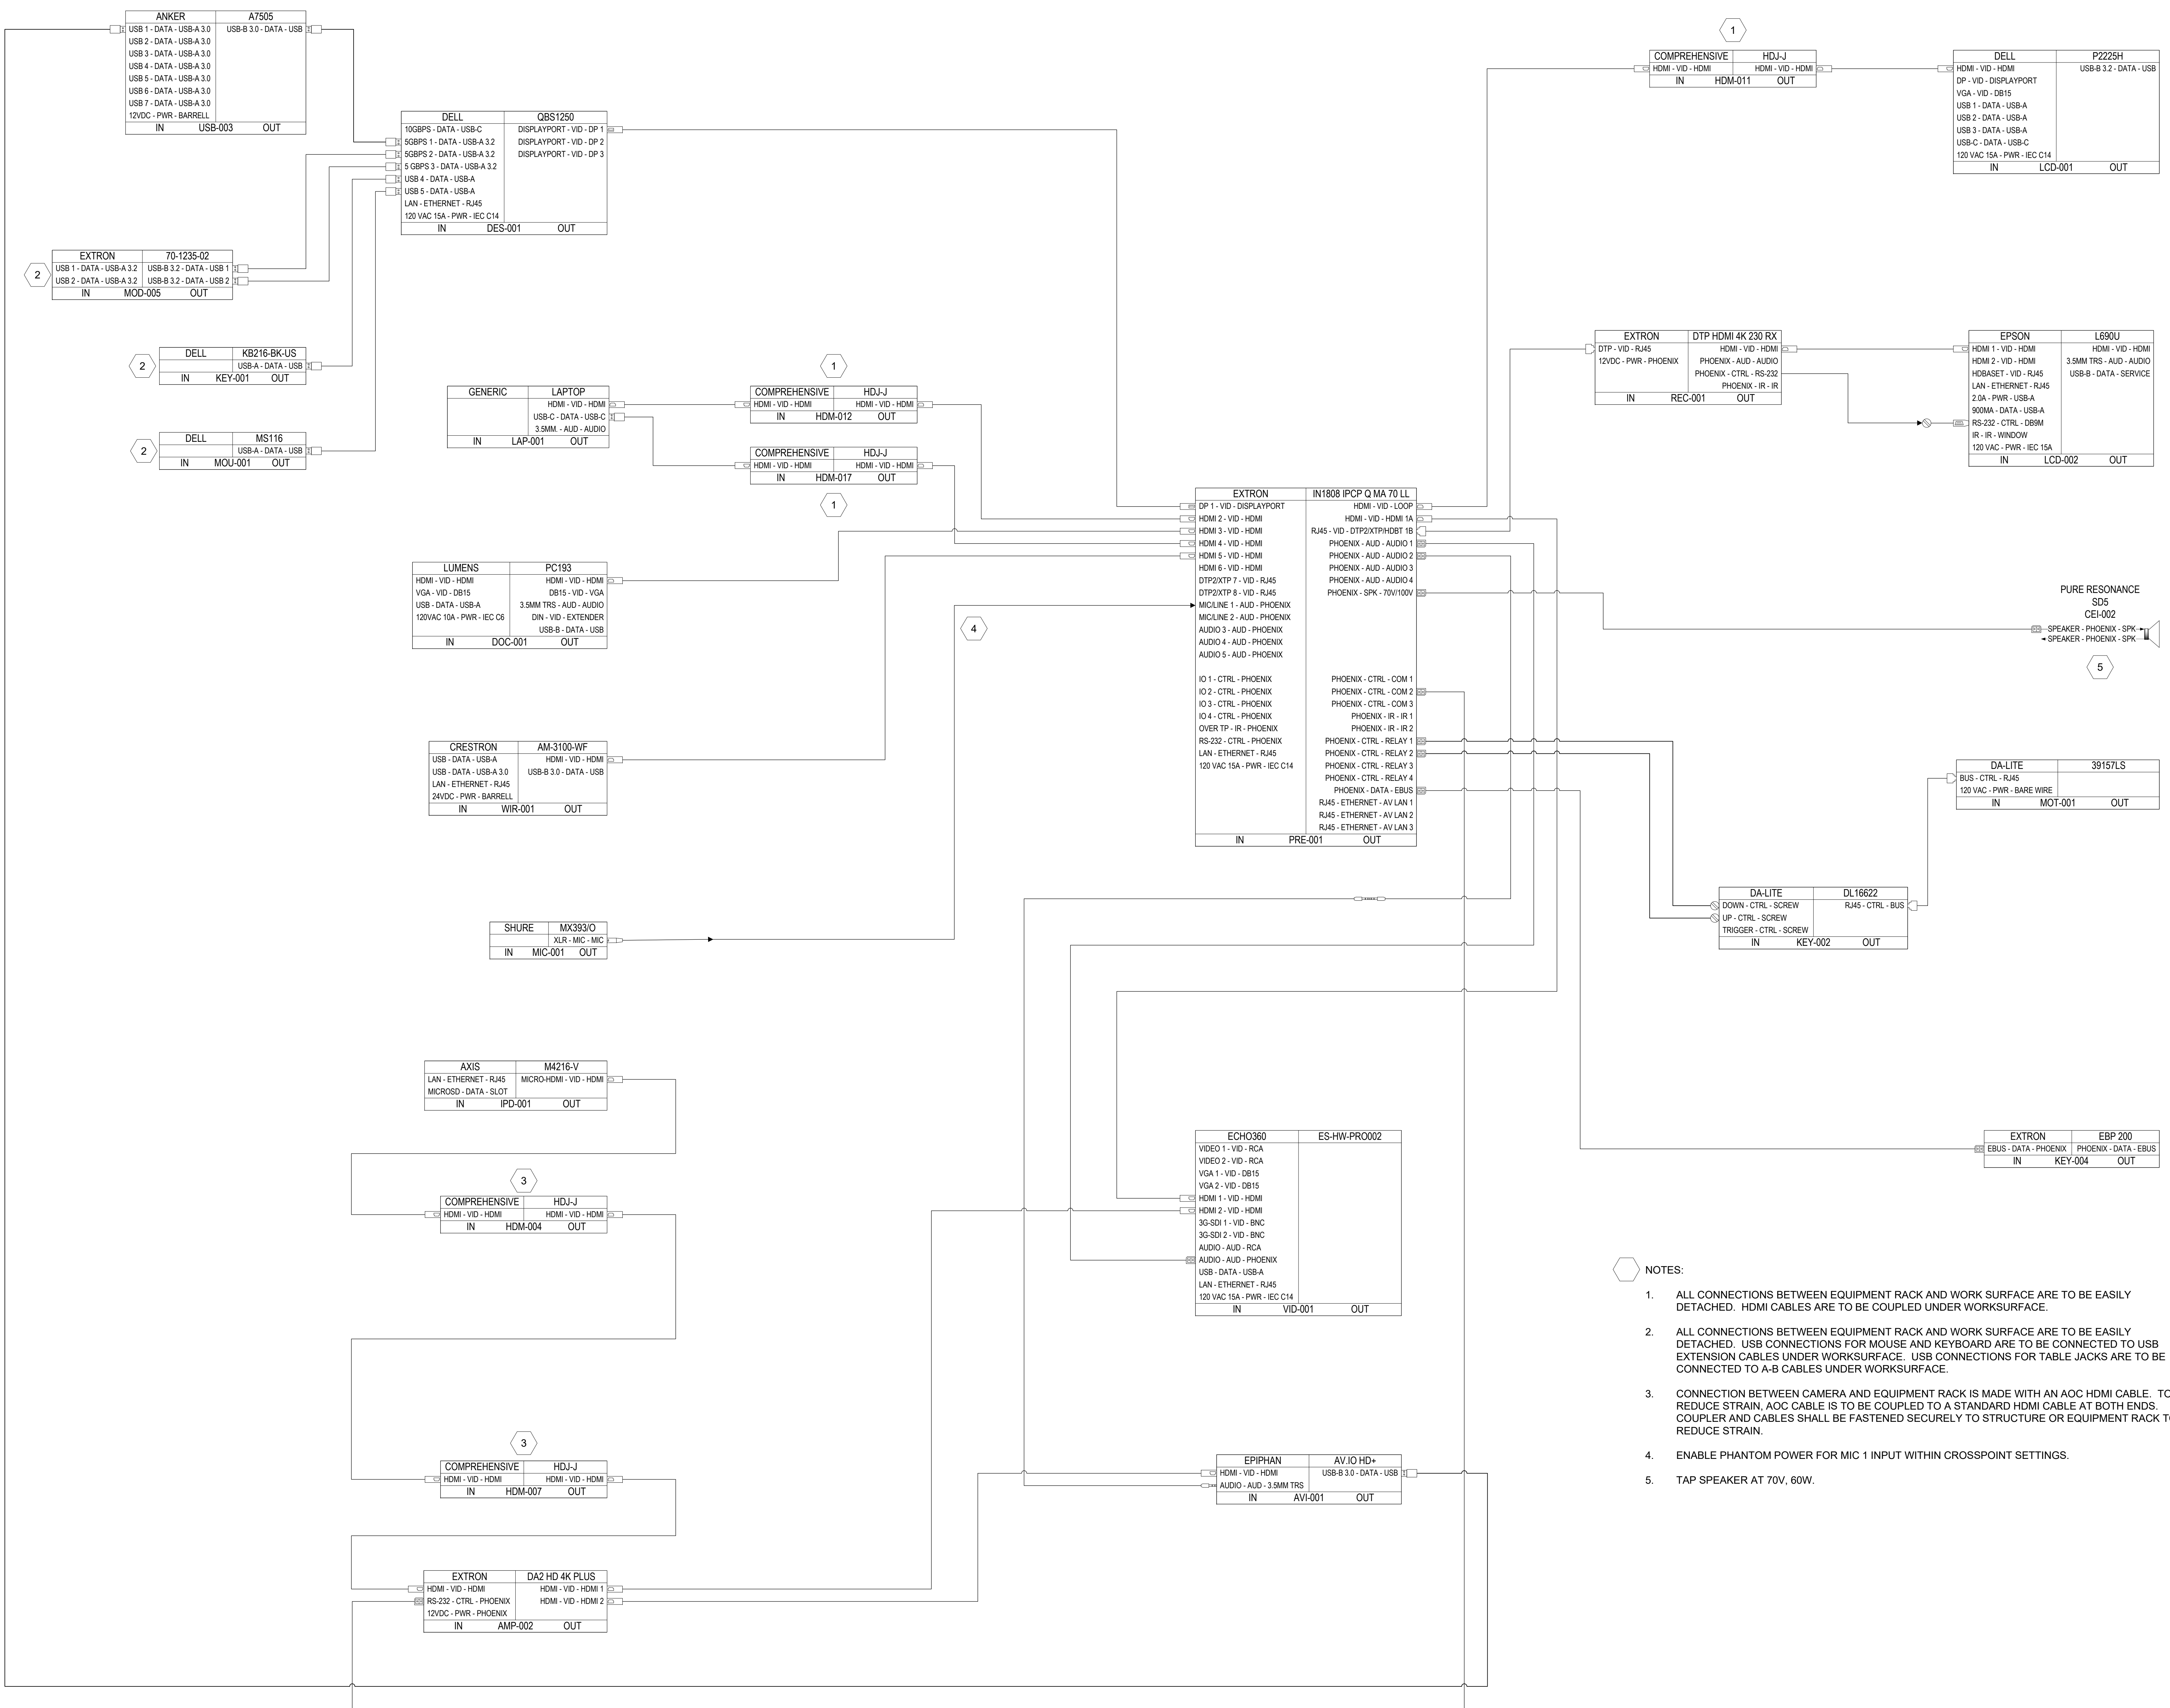 ANKER A7505
USB 1 - DATA - USB-A 3.0 USB-B 3.0 - DATA - USB
USB 2 - DATA - USB-A 3.0
USB 3 - DATA - USB-A 3.0
USB 4 - DATA - USB-A 3.0
USB 5 - DATA - USB-A 3.0
USB 6 - DATA - USB-A 3.0
USB 7 - DATA - USB-A 3.0
12VDC - PWR - BARRELL
IN USB-003 OUT
DELL QBS1250
10GBPS - DATA - USB-C DISPLAYPORT - VID - DP 1
5GBPS 1 - DATA - USB-A 3.2 DISPLAYPORT - VID - DP 2
5GBPS 2 - DATA - USB-A 3.2 DISPLAYPORT - VID - DP 3
5 GBPS 3 - DATA - USB-A 3.2
USB 4 - DATA - USB-A
USB 5 - DATA - USB-A
LAN - ETHERNET - RJ45
120 VAC 15A - PWR - IEC C14
IN DES-001 OUT
2
EXTRON 70-1235-02
USB 1 - DATA - USB-A 3.2 USB-B 3.2 - DATA - USB 1
USB 2 - DATA - USB-A 3.2 USB-B 3.2 - DATA - USB 2
IN MOD-005 OUT
2
DELL KB216-BK-US
USB-A - DATA - USB
IN KEY-001 OUT
2
DELL MS116
USB-A - DATA - USB
IN MOU-001 OUT
GENERIC LAPTOP
HDMI - VID - HDMI
USB-C - DATA - USB-C
3.5MM. - AUD - AUDIO
IN LAP-001 OUT
1
COMPREHENSIVE HDJ-J
HDMI - VID - HDMI HDMI - VID - HDMI
IN HDM-012 OUT
COMPREHENSIVE HDJ-J
HDMI - VID - HDMI HDMI - VID - HDMI
IN HDM-017 OUT
1
LUMENS PC193
HDMI - VID - HDMI HDMI - VID - HDMI
VGA - VID - DB15 DB15 - VID - VGA
USB - DATA - USB-A 3.5MM TRS - AUD - AUDIO
120VAC 10A - PWR - IEC C6 DIN - VID - EXTENDER
USB-B - DATA - USB
IN DOC-001 OUT
CRESTRON AM-3100-WF
USB - DATA - USB-A HDMI - VID - HDMI
USB - DATA - USB-A 3.0 USB-B 3.0 - DATA - USB
LAN - ETHERNET - RJ45
24VDC - PWR - BARRELL
IN WIR-001 OUT
SHURE MX393/O
XLR - MIC - MIC
IN MIC-001 OUT
4
AXIS M4216-V
LAN - ETHERNET - RJ45 MICRO-HDMI - VID - HDMI
MICROSD - DATA - SLOT
IN IPD-001 OUT
3
COMPREHENSIVE HDJ-J
HDMI - VID - HDMI HDMI - VID - HDMI
IN HDM-004 OUT
3
COMPREHENSIVE HDJ-J
HDMI - VID - HDMI HDMI - VID - HDMI
IN HDM-007 OUT
EXTRON DA2 HD 4K PLUS
HDMI - VID - HDMI HDMI - VID - HDMI 1
RS-232 - CTRL - PHOENIX HDMI - VID - HDMI 2
12VDC - PWR - PHOENIX
IN AMP-002 OUT
EXTRON IN1808 IPCP Q MA 70 LL
DP 1 - VID - DISPLAYPORT HDMI - VID - LOOP
HDMI 2 - VID - HDMI HDMI - VID - HDMI 1A
HDMI 3 - VID - HDMI RJ45 - VID - DTP2/XTP/HDBT 1B
HDMI 4 - VID - HDMI PHOENIX - AUD - AUDIO 1
HDMI 5 - VID - HDMI PHOENIX - AUD - AUDIO 2
HDMI 6 - VID - HDMI PHOENIX - AUD - AUDIO 3
DTP2/XTP 7 - VID - RJ45 PHOENIX - AUD - AUDIO 4
DTP2/XTP 8 - VID - RJ45 PHOENIX - SPK - 70V/100V
MIC/LINE 1 - AUD - PHOENIX
MIC/LINE 2 - AUD - PHOENIX
AUDIO 3 - AUD - PHOENIX
AUDIO 4 - AUD - PHOENIX
AUDIO 5 - AUD - PHOENIX
IO 1 - CTRL - PHOENIX PHOENIX - CTRL - COM 1
IO 2 - CTRL - PHOENIX PHOENIX - CTRL - COM 2
IO 3 - CTRL - PHOENIX PHOENIX - CTRL - COM 3
IO 4 - CTRL - PHOENIX PHOENIX - IR - IR 1
OVER TP - IR - PHOENIX PHOENIX - IR - IR 2
RS-232 - CTRL - PHOENIX PHOENIX - CTRL - RELAY 1
LAN - ETHERNET - RJ45 PHOENIX - CTRL - RELAY 2
120 VAC 15A - PWR - IEC C14 PHOENIX - CTRL - RELAY 3
PHOENIX - CTRL - RELAY 4
PHOENIX - DATA - EBUS
RJ45 - ETHERNET - AV LAN 1
RJ45 - ETHERNET - AV LAN 2
RJ45 - ETHERNET - AV LAN 3
IN PRE-001 OUT
ECHO360 ES-HW-PRO002
VIDEO 1 - VID - RCA
VIDEO 2 - VID - RCA
VGA 1 - VID - DB15
VGA 2 - VID - DB15
HDMI 1 - VID - HDMI
HDMI 2 - VID - HDMI
3G-SDI 1 - VID - BNC
3G-SDI 2 - VID - BNC
AUDIO - AUD - RCA
AUDIO - AUD - PHOENIX
USB - DATA - USB-A
LAN - ETHERNET - RJ45
120 VAC 15A - PWR - IEC C14
IN VID-001 OUT
EPIPHAN AV.IO HD+
HDMI - VID - HDMI USB-B 3.0 - DATA - USB
AUDIO - AUD - 3.5MM TRS
IN AVI-001 OUT
1
COMPREHENSIVE HDJ-J
HDMI - VID - HDMI HDMI - VID - HDMI
IN HDM-011 OUT
DELL P2225H
HDMI - VID - HDMI USB-B 3.2 - DATA - USB
DP - VID - DISPLAYPORT
VGA - VID - DB15
USB 1 - DATA - USB-A
USB 2 - DATA - USB-A
USB 3 - DATA - USB-A
USB-C - DATA - USB-C
120 VAC 15A - PWR - IEC C14
IN LCD-001 OUT
EXTRON DTP HDMI 4K 230 RX
DTP - VID - RJ45 HDMI - VID - HDMI
12VDC - PWR - PHOENIX PHOENIX - AUD - AUDIO
PHOENIX - CTRL - RS-232
PHOENIX - IR - IR
IN REC-001 OUT
EPSON L690U
HDMI 1 - VID - HDMI HDMI - VID - HDMI
HDMI 2 - VID - HDMI 3.5MM TRS - AUD - AUDIO
HDBASET - VID - RJ45 USB-B - DATA - SERVICE
LAN - ETHERNET - RJ45
2.0A - PWR - USB-A
900MA - DATA - USB-A
RS-232 - CTRL - DB9M
IR - IR - WINDOW
120 VAC - PWR - IEC 15A
IN LCD-002 OUT
PURE RESONANCE
SD5
CEI-002
SPEAKER - PHOENIX - SPK
SPEAKER - PHOENIX - SPK
5
DA-LITE 39157LS
BUS - CTRL - RJ45
120 VAC - PWR - BARE WIRE
IN MOT-001 OUT
DA-LITE DL16622
DOWN - CTRL - SCREW RJ45 - CTRL - BUS
UP - CTRL - SCREW
TRIGGER - CTRL - SCREW
IN KEY-002 OUT
EXTRON EBP 200
EBUS - DATA - PHOENIX PHOENIX - DATA - EBUS
IN KEY-004 OUT
NOTES:
1. ALL CONNECTIONS BETWEEN EQUIPMENT RACK AND WORK SURFACE ARE TO BE EASILY
DETACHED. HDMI CABLES ARE TO BE COUPLED UNDER WORKSURFACE.
2. ALL CONNECTIONS BETWEEN EQUIPMENT RACK AND WORK SURFACE ARE TO BE EASILY
DETACHED. USB CONNECTIONS FOR MOUSE AND KEYBOARD ARE TO BE CONNECTED TO USB
EXTENSION CABLES UNDER WORKSURFACE. USB CONNECTIONS FOR TABLE JACKS ARE TO BE
CONNECTED TO A-B CABLES UNDER WORKSURFACE.
3. CONNECTION BETWEEN CAMERA AND EQUIPMENT RACK IS MADE WITH AN AOC HDMI CABLE. TO
REDUCE STRAIN, AOC CABLE IS TO BE COUPLED TO A STANDARD HDMI CABLE AT BOTH ENDS.
COUPLER AND CABLES SHALL BE FASTENED SECURELY TO STRUCTURE OR EQUIPMENT RACK TO
REDUCE STRAIN.
4. ENABLE PHANTOM POWER FOR MIC 1 INPUT WITHIN CROSSPOINT SETTINGS.
5. TAP SPEAKER AT 70V, 60W.